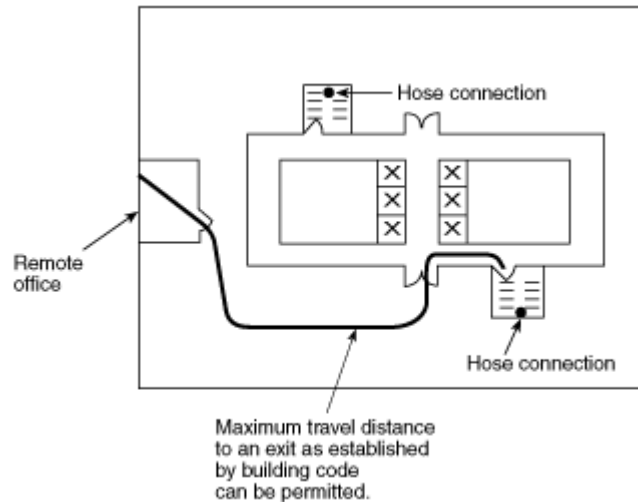 Hose connection
Remote
office
Hose connection
Maximum travel distance
to an exit as established
by building code
can be permitted.